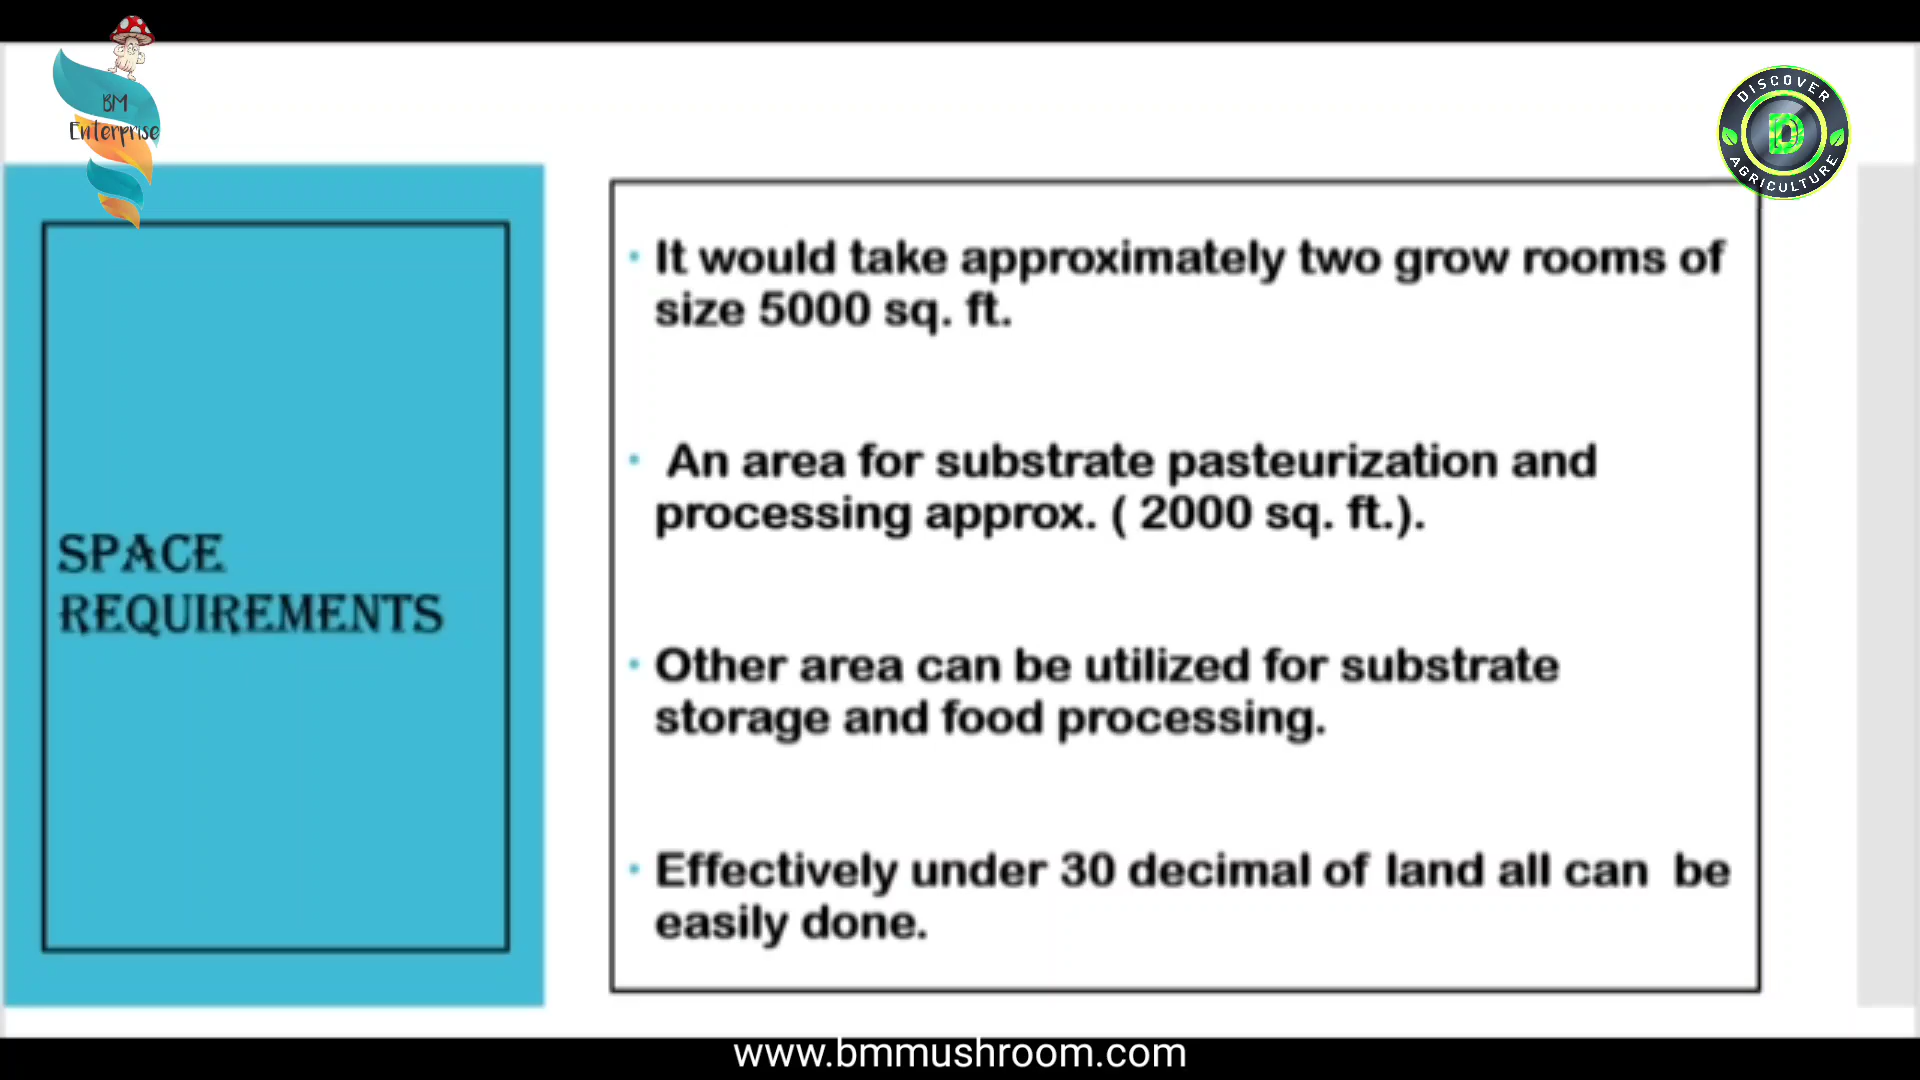 BM
Enterprise
DISCOVER
D
AGRICULTURE
SPACE
REQUIREMENTS
• It would take approximately two grow rooms of
size 5000 sq. ft.
• An area for substrate pasteurization and
processing approx. ( 2000 sq. ft.).
• Other area can be utilized for substrate
storage and food processing.
• Effectively under 30 decimal of land all can be
easily done.
www.bmmushroom.com